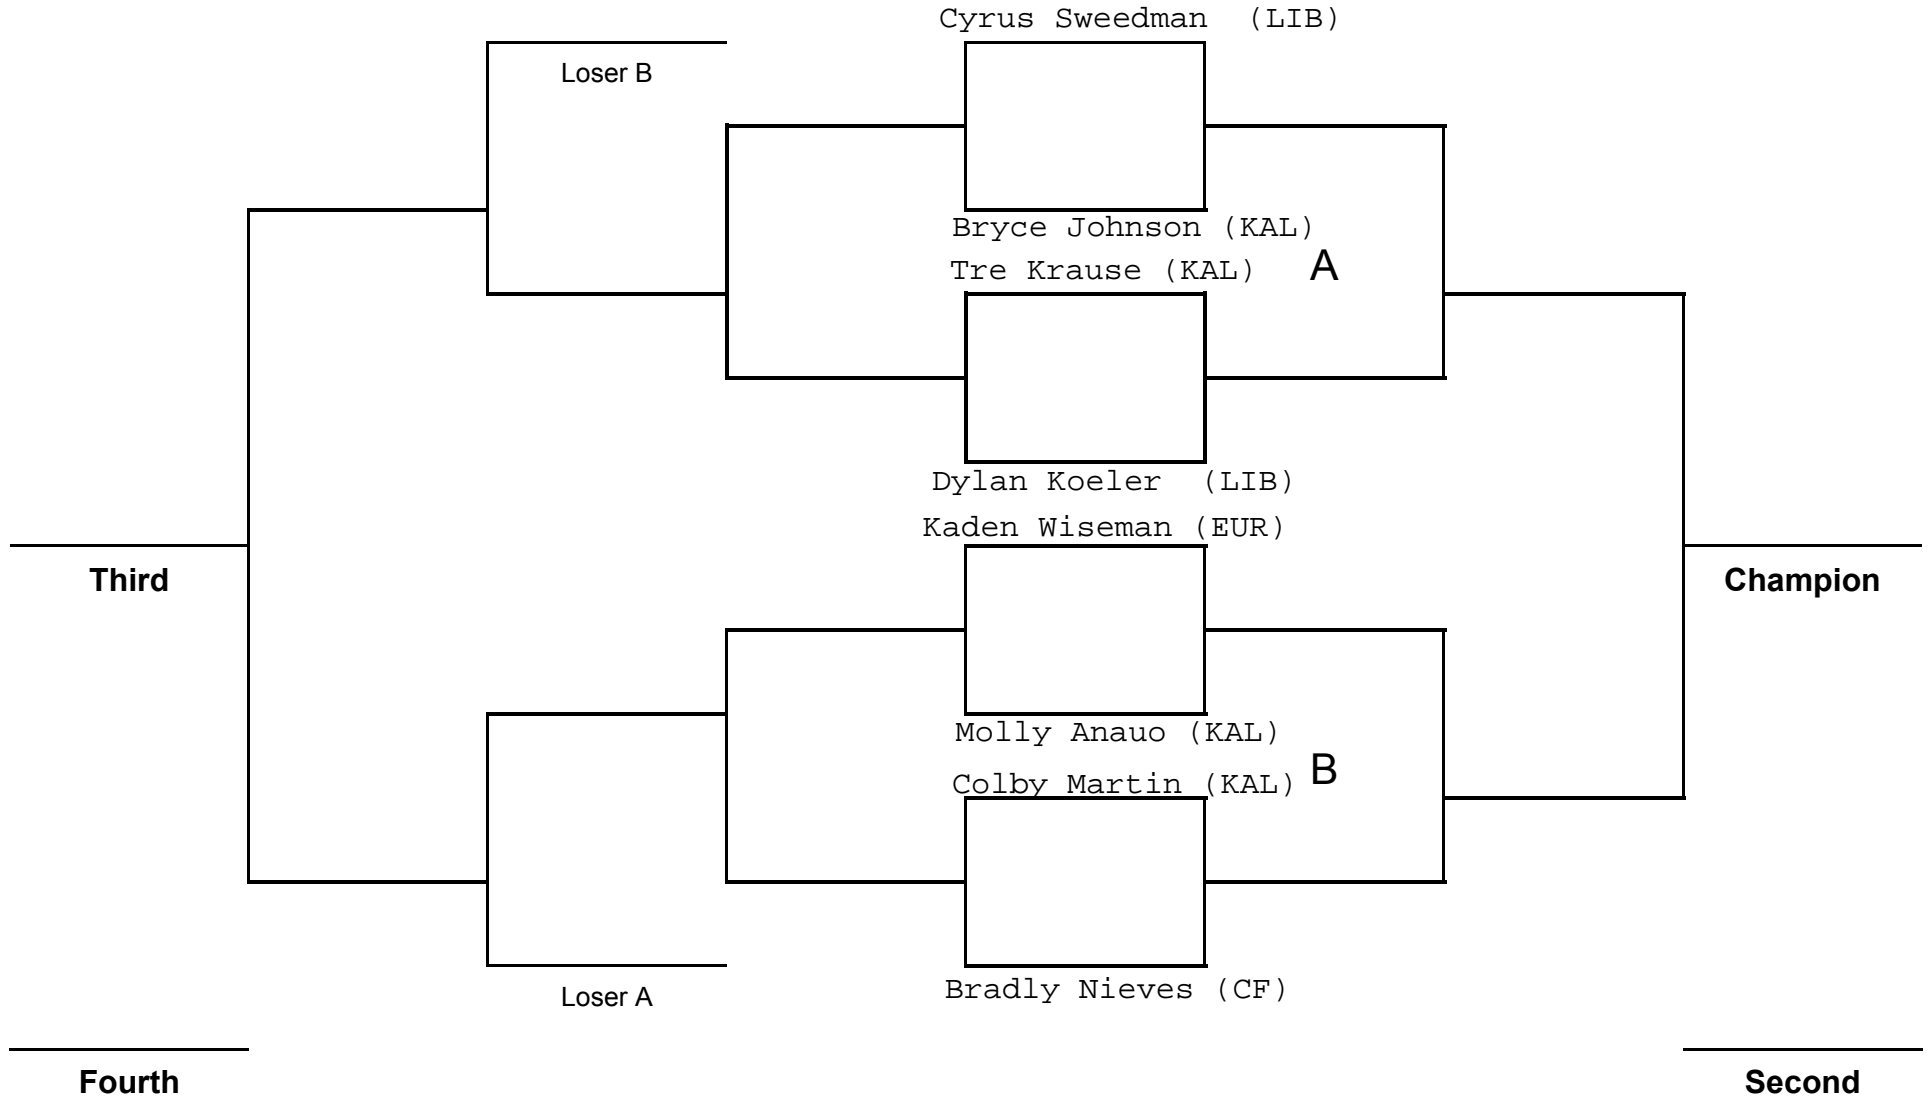 Cyrus Sweedman  (LIB)
Loser B
Bryce Johnson (KAL)
Tre Krause (KAL)
A
Dylan Koeler  (LIB)
Kaden Wiseman (EUR)
Third
Champion
Molly Anauo (KAL)
Colby Martin (KAL)
B
Loser A
Bradly Nieves (CF)
Fourth
Second